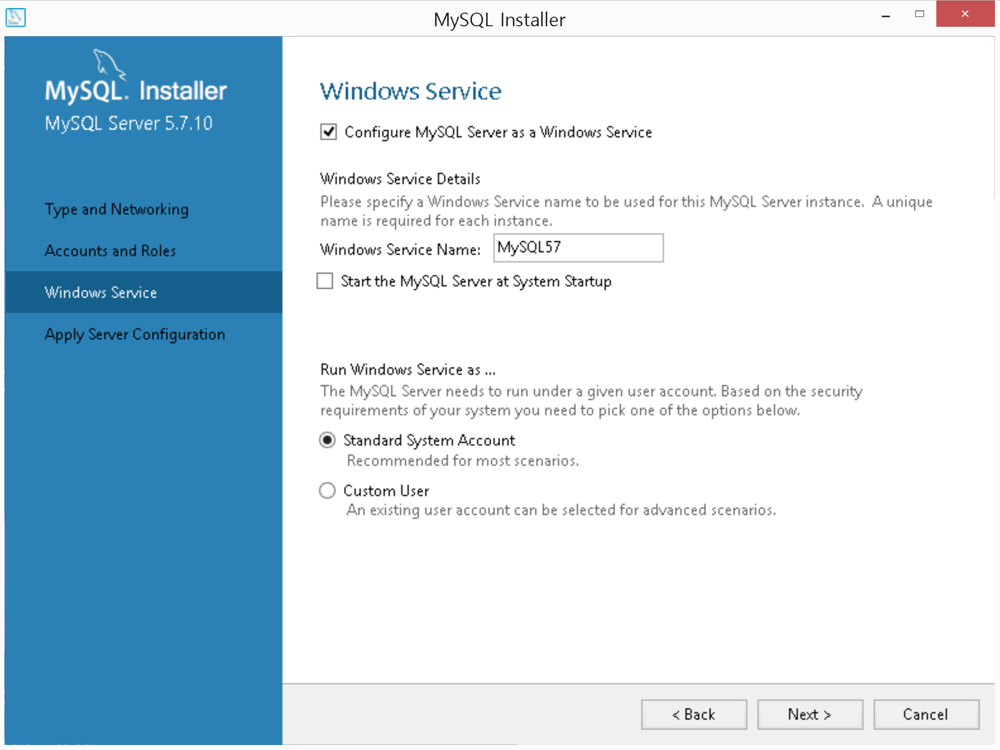 MySQL Installer
MySQL. Installer
MySQL Server 5.7.10
Type and Networking
Accounts and Roles
Windows Service
Apply Server Configuration
Windows Service
Configure MySQL Server as a Windows Service
Windows Service Details
Please specify a Windows Service name to be used for this MySQL Server instance.  A unique
name is required for each instance.
Windows Service Name: MySQL57
Start the MySQL Server at System Startup
Run Windows Service as ...
The MySQL Server needs to run under a given user account. Based on the security
requirements of your system you need to pick one of the options below.
Standard System Account
Recommended for most scenarios.
Custom User
An existing user account can be selected for advanced scenarios.
< Back Next > Cancel